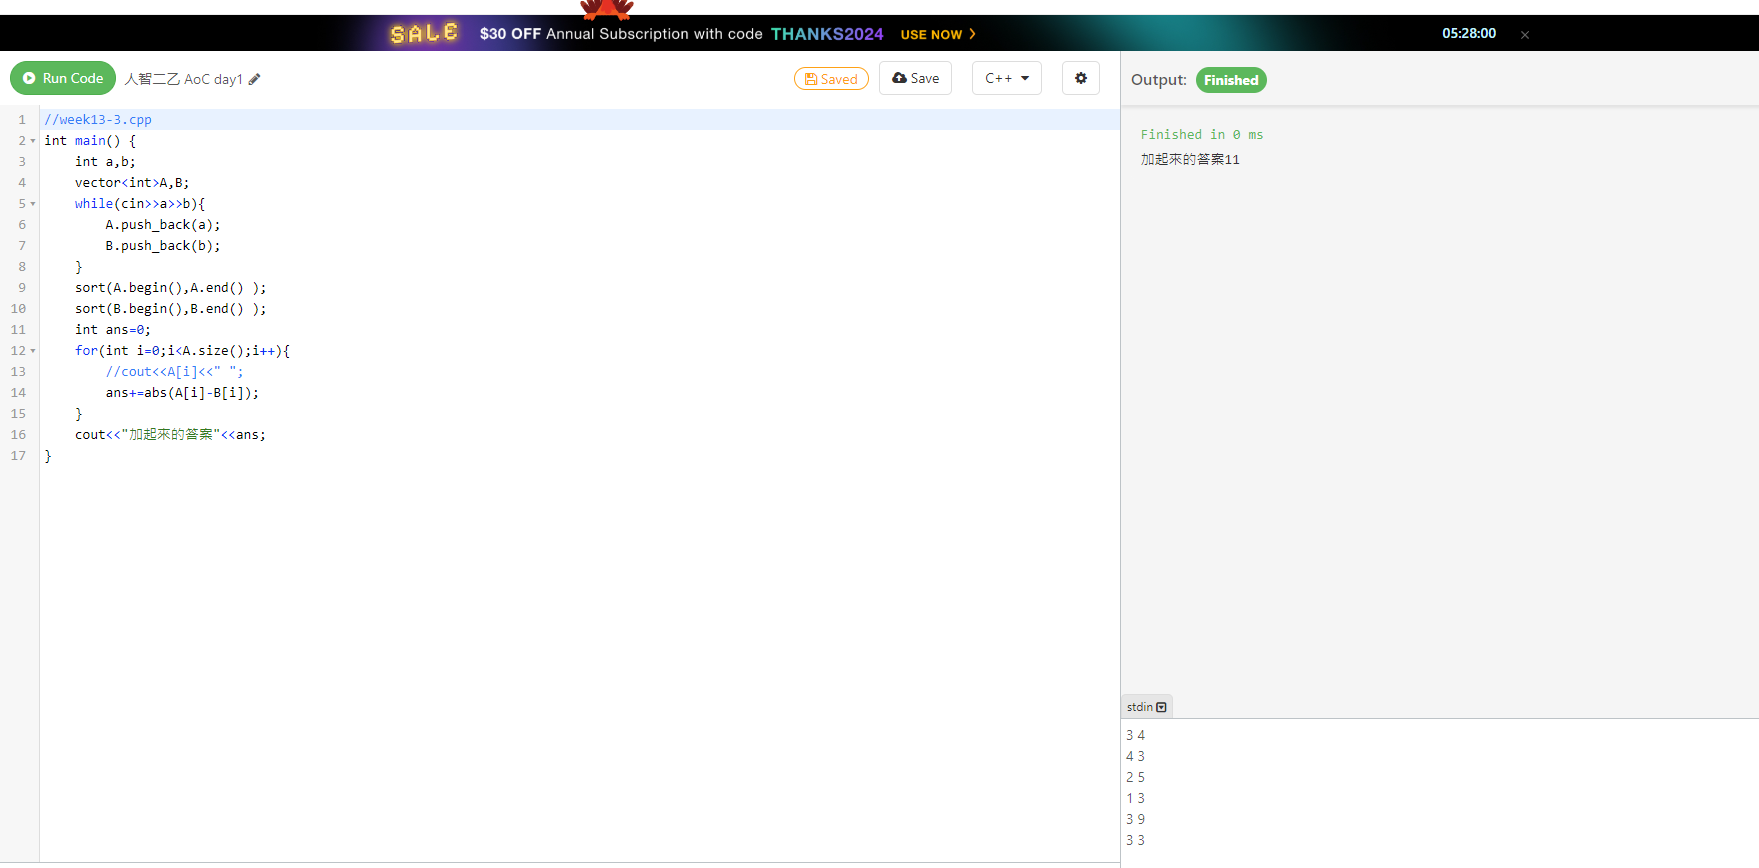 SALE $30 OFF Annual Subscription with code THANKS2024 USE NOW 05:28:00 ×
Run Code 人智二乙 AoC day1 Saved Save C++
Output: Finished
1 //week13-3.cpp
2 int main() {
3     int a,b;
4     vector<int>A,B;
5     while(cin>>a>>b){
6         A.push_back(a);
7         B.push_back(b);
8     }
9     sort(A.begin(),A.end() );
10     sort(B.begin(),B.end() );
11     int ans=0;
12     for(int i=0;i<A.size();i++){
13         //cout<<A[i]<<" ";
14         ans+=abs(A[i]-B[i]);
15     }
16     cout<<"加起來的答案"<<ans;
17 }
Finished in 0 ms
加起來的答案11
stdin
3 4
4 3
2 5
1 3
3 9
3 3